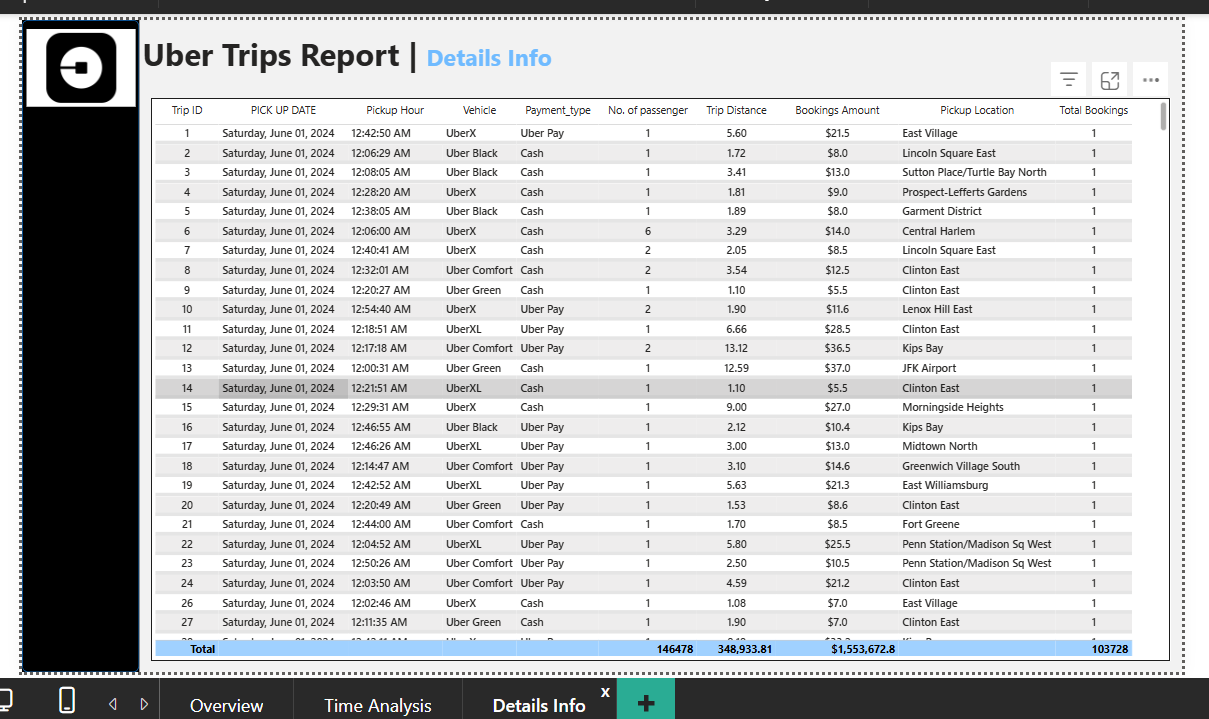 Uber Trips Report | Details Info
Trip ID PICK UP DATE Pickup Hour Vehicle Payment_type No. of passenger Trip Distance Bookings Amount Pickup Location Total Bookings
1 Saturday, June 01, 2024 12:42:50 AM UberX Uber Pay 1 5.60 $21.5 East Village 1
2 Saturday, June 01, 2024 12:06:29 AM Uber Black Cash 1 1.72 $8.0 Lincoln Square East 1
3 Saturday, June 01, 2024 12:08:05 AM Uber Black Cash 1 3.41 $13.0 Sutton Place/Turtle Bay North 1
4 Saturday, June 01, 2024 12:28:20 AM UberX Cash 1 1.81 $9.0 Prospect-Lefferts Gardens 1
5 Saturday, June 01, 2024 12:38:05 AM Uber Black Cash 1 1.89 $8.0 Garment District 1
6 Saturday, June 01, 2024 12:06:00 AM UberX Cash 6 3.29 $14.0 Central Harlem 1
7 Saturday, June 01, 2024 12:40:41 AM UberX Cash 2 2.05 $8.5 Lincoln Square East 1
8 Saturday, June 01, 2024 12:32:01 AM Uber Comfort Cash 2 3.54 $12.5 Clinton East 1
9 Saturday, June 01, 2024 12:20:27 AM Uber Green Cash 1 1.10 $5.5 Clinton East 1
10 Saturday, June 01, 2024 12:54:40 AM UberX Uber Pay 2 1.90 $11.6 Lenox Hill East 1
11 Saturday, June 01, 2024 12:18:51 AM UberXL Uber Pay 1 6.66 $28.5 Clinton East 1
12 Saturday, June 01, 2024 12:17:18 AM Uber Comfort Uber Pay 2 13.12 $36.5 Kips Bay 1
13 Saturday, June 01, 2024 12:00:31 AM Uber Green Cash 1 12.59 $37.0 JFK Airport 1
14 Saturday, June 01, 2024 12:21:51 AM UberXL Cash 1 1.10 $5.5 Clinton East 1
15 Saturday, June 01, 2024 12:29:31 AM UberX Cash 1 9.00 $27.0 Morningside Heights 1
16 Saturday, June 01, 2024 12:46:55 AM Uber Black Uber Pay 1 2.12 $10.4 Kips Bay 1
17 Saturday, June 01, 2024 12:46:26 AM UberXL Uber Pay 1 3.00 $13.0 Midtown North 1
18 Saturday, June 01, 2024 12:14:47 AM Uber Comfort Uber Pay 1 3.10 $14.6 Greenwich Village South 1
19 Saturday, June 01, 2024 12:42:52 AM UberXL Uber Pay 1 5.63 $21.3 East Williamsburg 1
20 Saturday, June 01, 2024 12:20:49 AM Uber Green Uber Pay 1 1.53 $8.6 Clinton East 1
21 Saturday, June 01, 2024 12:44:00 AM Uber Comfort Cash 1 1.70 $8.5 Fort Greene 1
22 Saturday, June 01, 2024 12:04:52 AM UberXL Uber Pay 1 5.80 $25.5 Penn Station/Madison Sq West 1
23 Saturday, June 01, 2024 12:50:26 AM Uber Comfort Uber Pay 1 2.50 $10.5 Penn Station/Madison Sq West 1
24 Saturday, June 01, 2024 12:03:50 AM Uber Comfort Uber Pay 1 4.59 $21.2 Clinton East 1
26 Saturday, June 01, 2024 12:02:46 AM UberX Cash 1 1.08 $7.0 East Village 1
27 Saturday, June 01, 2024 12:11:35 AM Uber Green Cash 1 1.90 $7.0 Clinton East 1
Total 146478 348,933.81 $1,553,672.8 103728
Overview Time Analysis Details Info x +